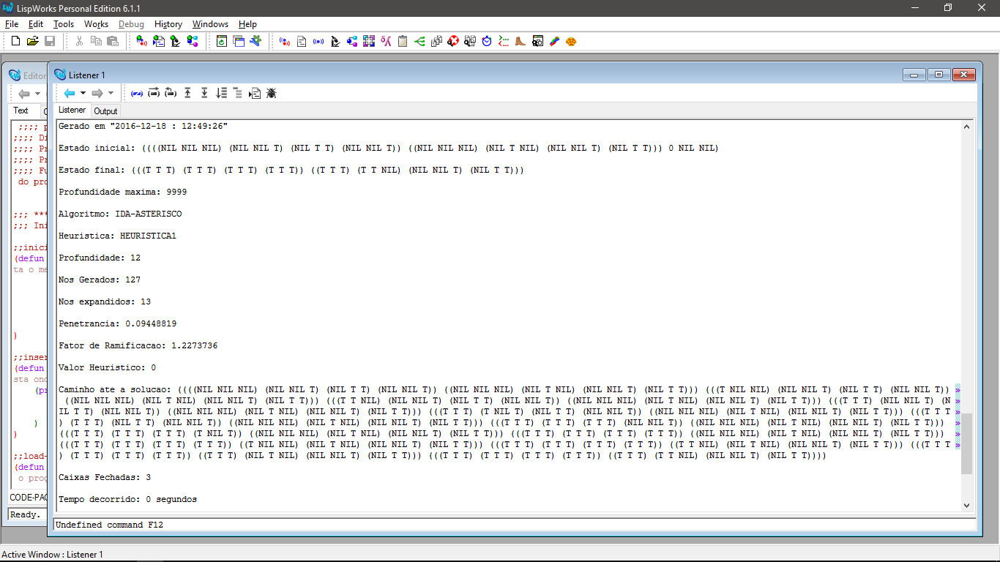 LispWorks Personal Edition 6.1.1
File Edit Tools Works Debug History Windows Help
Editor
Listener 1
Text
Listener Output
;;;; p
;;;; Di
;;;; Pr
;;;; Pr
;;;; Fu
do pro
;;; ***
;;; Ini
;;inici
(defun
ta o me
)
;;inser
(defun
sta ond
(pr
)
)
;;load-
(defun
o prog
CODE-PAC
Ready.
Gerado em "2016-12-18 : 12:49:26"
Estado inicial: ((((NIL NIL NIL) (NIL NIL T) (NIL T T) (NIL NIL T)) ((NIL NIL NIL) (NIL T NIL) (NIL NIL T) (NIL T T))) 0 NIL NIL)
Estado final: (((T T T) (T T T) (T T T) (T T T)) ((T T T) (T T NIL) (NIL NIL T) (NIL T T)))
Profundidade maxima: 9999
Algoritmo: IDA-ASTERISCO
Heuristica: HEURISTICA1
Profundidade: 12
Nos Gerados: 127
Nos expandidos: 13
Penetrancia: 0.09448819
Fator de Ramificacao: 1.2273736
Valor Heuristico: 0
Caminho ate a solucao: ((((NIL NIL NIL) (NIL NIL T) (NIL T T) (NIL NIL T)) ((NIL NIL NIL) (NIL T NIL) (NIL NIL T) (NIL T T))) (((T NIL NIL) (NIL NIL T) (NIL T T) (NIL NIL T))
((NIL NIL NIL) (NIL T NIL) (NIL NIL T) (NIL T T))) (((T T NIL) (NIL NIL T) (NIL T T) (NIL NIL T)) ((NIL NIL NIL) (NIL T NIL) (NIL NIL T) (NIL T T))) (((T T T) (NIL NIL T) (N
IL T T) (NIL NIL T)) ((NIL NIL NIL) (NIL T NIL) (NIL NIL T) (NIL T T))) (((T T T) (T NIL T) (NIL T T) (NIL NIL T)) ((NIL NIL NIL) (NIL T NIL) (NIL NIL T) (NIL T T))) (((T T T
) (T T T) (NIL T T) (NIL NIL T)) ((NIL NIL NIL) (NIL T NIL) (NIL NIL T) (NIL T T))) (((T T T) (T T T) (T T T) (NIL NIL T)) ((NIL NIL NIL) (NIL T NIL) (NIL NIL T) (NIL T T)))
(((T T T) (T T T) (T T T) (T NIL T)) ((NIL NIL NIL) (NIL T NIL) (NIL NIL T) (NIL T T))) (((T T T) (T T T) (T T T) (T T T)) ((NIL NIL NIL) (NIL T NIL) (NIL NIL T) (NIL T T)))
(((T T T) (T T T) (T T T) (T T T)) ((T NIL NIL) (NIL T NIL) (NIL NIL T) (NIL T T))) (((T T T) (T T T) (T T T) (T T T)) ((T T NIL) (NIL T NIL) (NIL NIL T) (NIL T T))) (((T T T
) (T T T) (T T T) (T T T)) ((T T T) (NIL T NIL) (NIL NIL T) (NIL T T))) (((T T T) (T T T) (T T T) (T T T)) ((T T T) (T T NIL) (NIL NIL T) (NIL T T))))
Caixas Fechadas: 3
Tempo decorrido: 0 segundos
Undefined command F12
Active Window : Listener 1